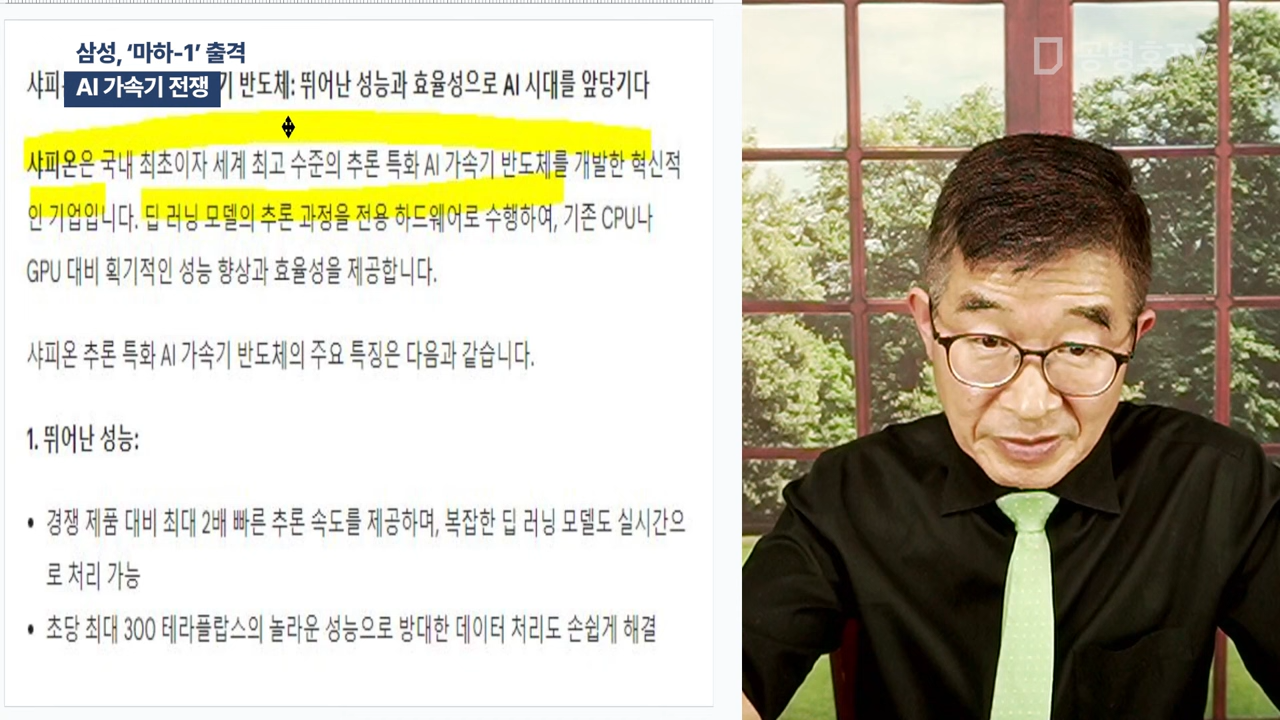 삼성, ‘마하-1’ 출격
AI 가속기 전쟁
샤피 기 반도체: 뛰어난 성능과 효율성으로 AI 시대를 앞당기다
샤피온은 국내 최초이자 세계 최고 수준의 추론 특화 AI 가속기 반도체를 개발한 혁신적
인 기업입니다. 딥 러닝 모델의 추론 과정을 전용 하드웨어로 수행하여, 기존 CPU나
GPU 대비 획기적인 성능 향상과 효율성을 제공합니다.
샤피온 추론 특화 AI 가속기 반도체의 주요 특징은 다음과 같습니다.
1. 뛰어난 성능:
• 경쟁 제품 대비 최대 2배 빠른 추론 속도를 제공하며, 복잡한 딥 러닝 모델도 실시간으
로 처리 가능
• 초당 최대 300 테라플랍스의 놀라운 성능으로 방대한 데이터 처리도 손쉽게 해결
공병호